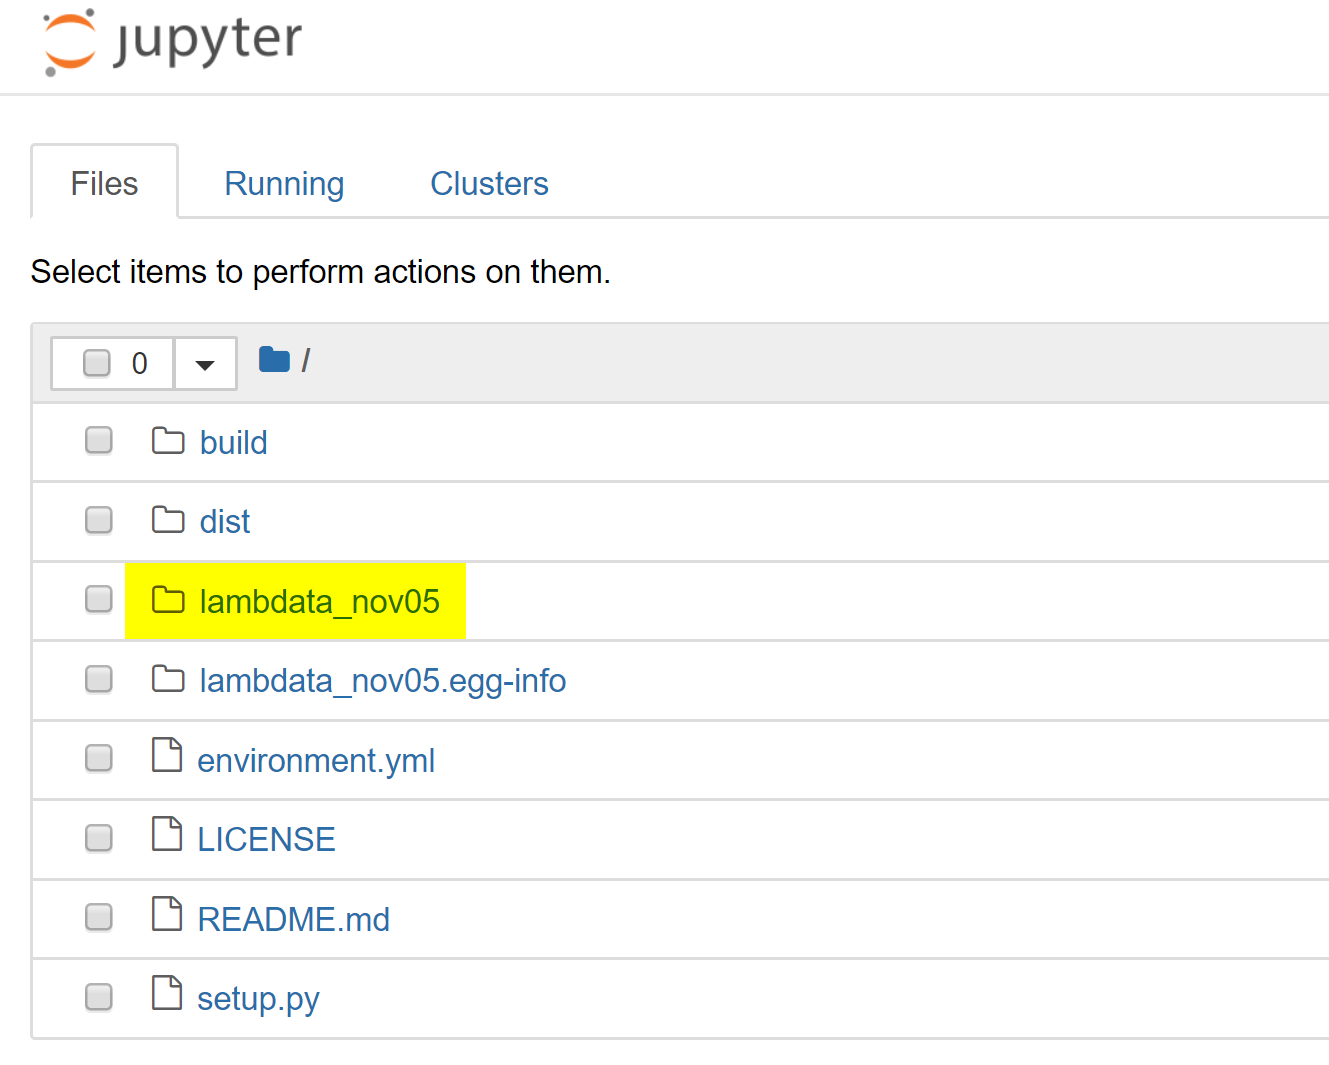 jupyter
Files Running Clusters
Select items to perform actions on them.
0 /
build
dist
lambdata_nov05
lambdata_nov05.egg-info
environment.yml
LICENSE
README.md
setup.py